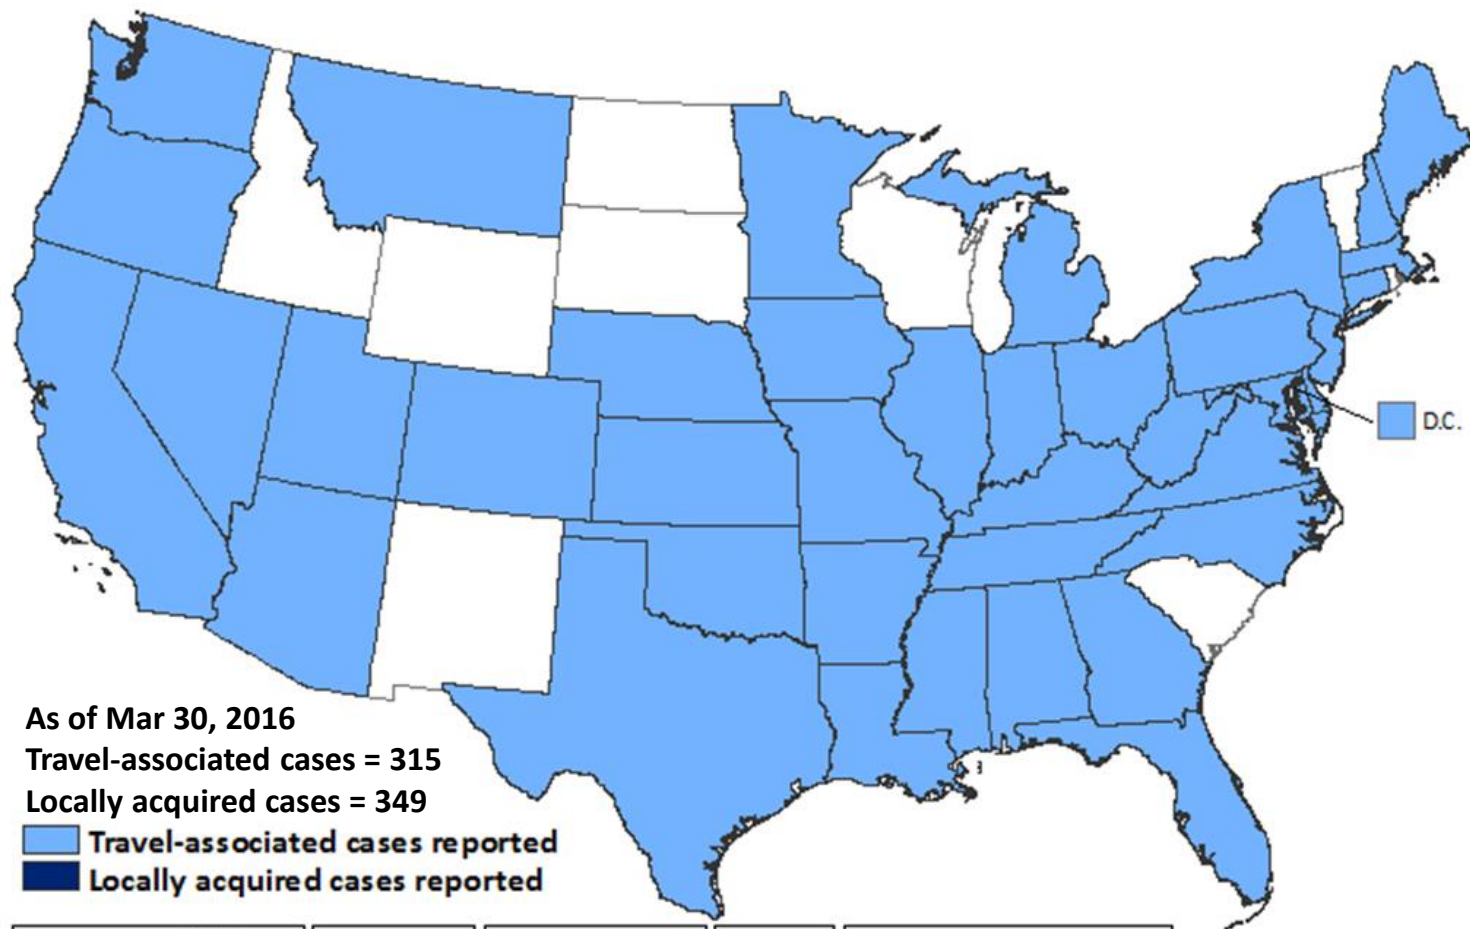 D.C.
As of Mar 30, 2016
Travel-associated cases = 315
Locally acquired cases = 349
Travel-associated cases reported
Locally acquired cases reported